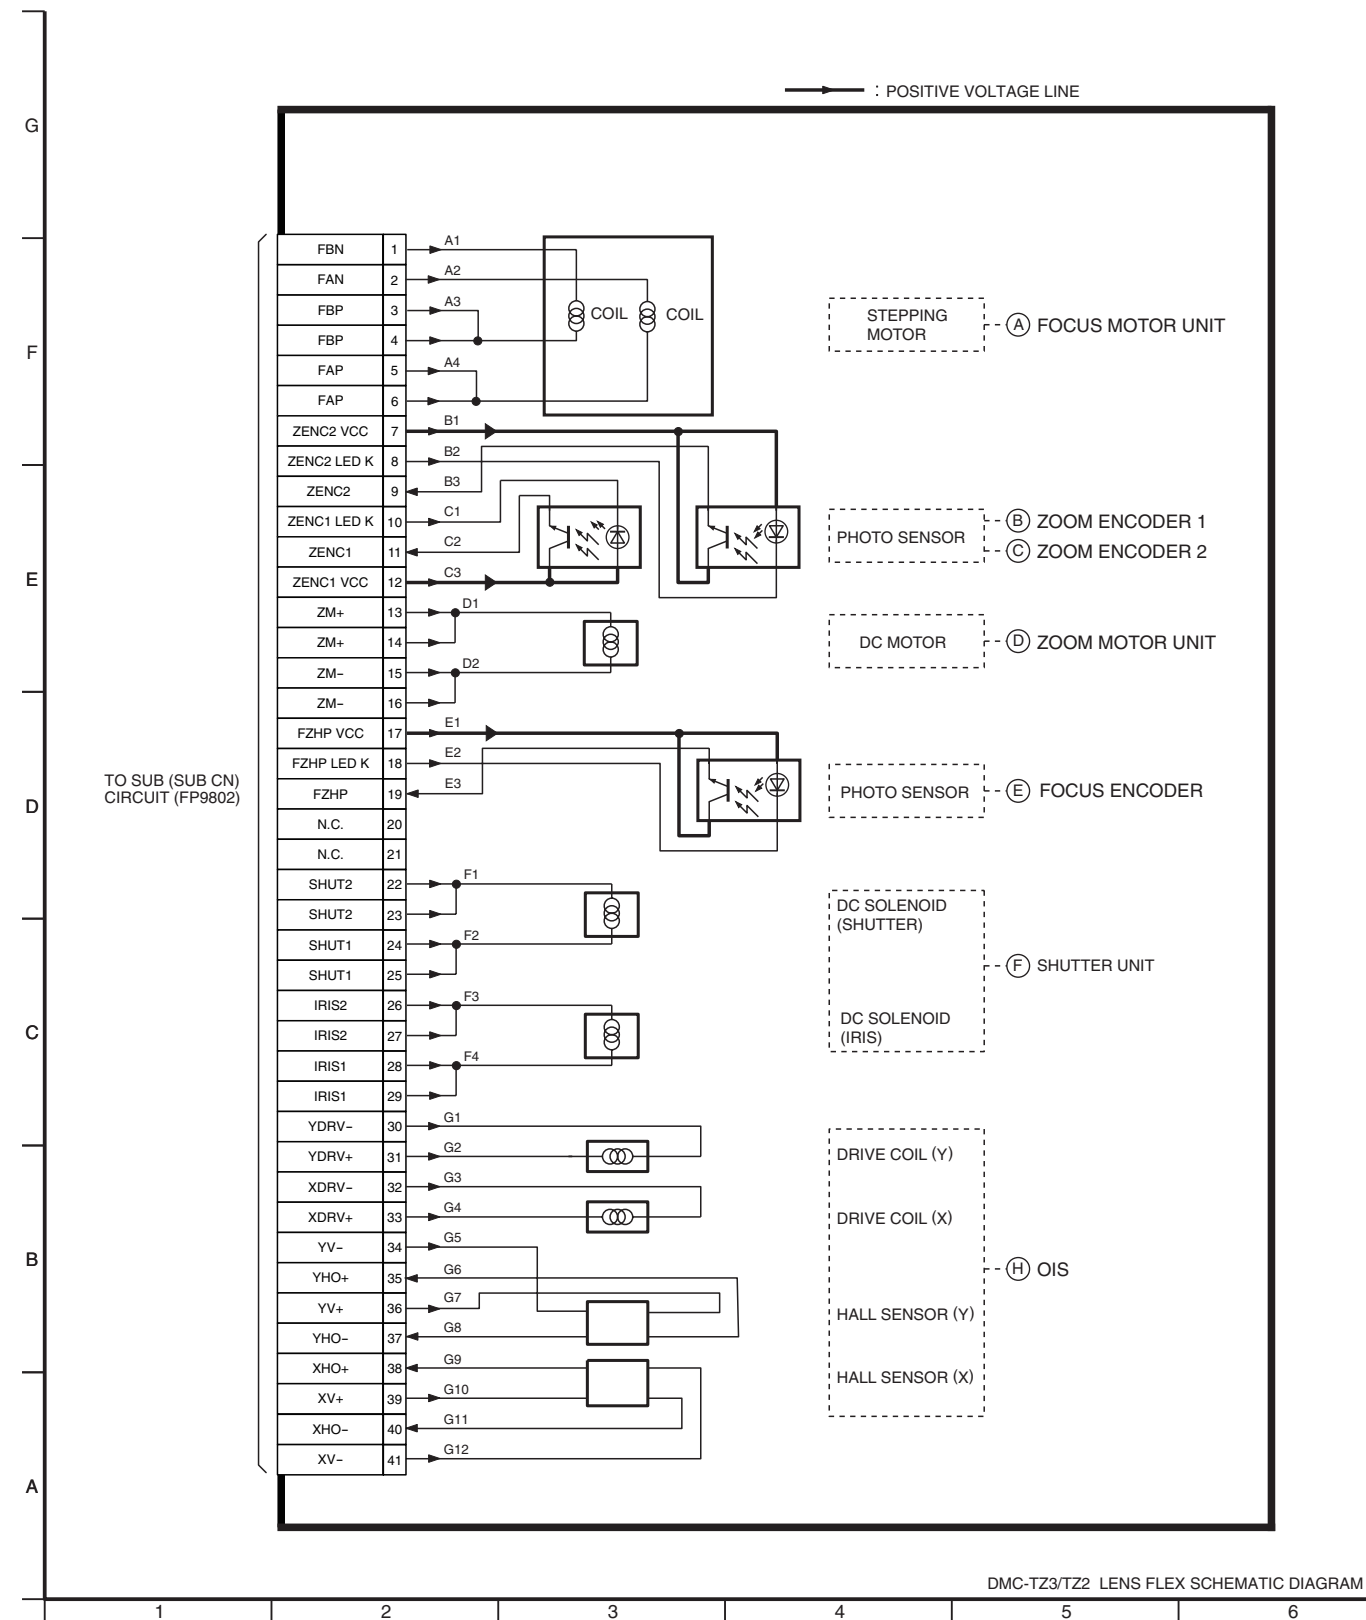 : POSITIVE VOLTAGE LINE
G
F
E
D
C
B
A
TO SUB (SUB CN)
CIRCUIT (FP9802)
FBN 1 A1
FAN 2 A2
FBP 3 A3
FBP 4
FAP 5 A4
FAP 6
COIL COIL
ZENC2 VCC 7 B1
ZENC2 LED K 8 B2
ZENC2 9 B3
ZENC1 LED K 10 C1
ZENC1 11 C2
ZENC1 VCC 12 C3
ZM+ 13 D1
ZM+ 14
ZM- 15 D2
ZM- 16
FZHP VCC 17 E1
FZHP LED K 18 E2
FZHP 19 E3
N.C. 20
N.C. 21
SHUT2 22 F1
SHUT2 23
SHUT1 24 F2
SHUT1 25
IRIS2 26 F3
IRIS2 27
IRIS1 28 F4
IRIS1 29
YDRV- 30 G1
YDRV+ 31 G2
XDRV- 32 G3
XDRV+ 33 G4
YV- 34 G5
YHO+ 35 G6
YV+ 36 G7
YHO- 37 G8
XHO+ 38 G9
XV+ 39 G10
XHO- 40 G11
XV- 41 G12
STEPPING
MOTOR
A FOCUS MOTOR UNIT
PHOTO SENSOR
B ZOOM ENCODER 1
C ZOOM ENCODER 2
DC MOTOR
D ZOOM MOTOR UNIT
PHOTO SENSOR
E FOCUS ENCODER
DC SOLENOID
(SHUTTER)
F SHUTTER UNIT
DC SOLENOID
(IRIS)
DRIVE COIL (Y)
DRIVE COIL (X)
H OIS
HALL SENSOR (Y)
HALL SENSOR (X)
DMC-TZ3/TZ2 LENS FLEX SCHEMATIC DIAGRAM
1 2 3 4 5 6